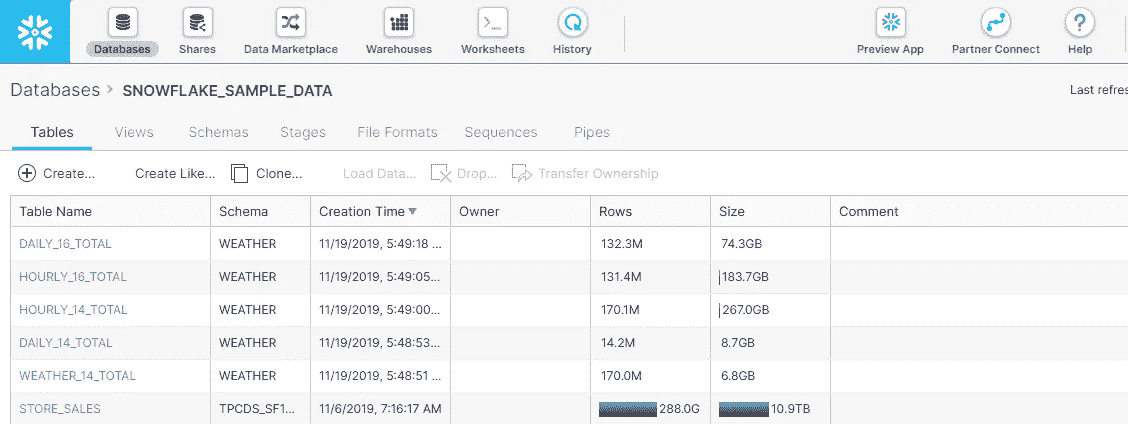 Databases Shares Data Marketplace Warehouses Worksheets History Preview App Partner Connect Help
Databases > SNOWFLAKE_SAMPLE_DATA Last refres
Tables Views Schemas Stages File Formats Sequences Pipes
Create... Create Like... Clone... Load Data... Drop... Transfer Ownership
Table Name Schema Creation Time Owner Rows Size Comment
DAILY_16_TOTAL WEATHER 11/19/2019, 5:49:18 ... 132.3M 74.3GB
HOURLY_16_TOTAL WEATHER 11/19/2019, 5:49:05... 131.4M 183.7GB
HOURLY_14_TOTAL WEATHER 11/19/2019, 5:49:00... 170.1M 267.0GB
DAILY_14_TOTAL WEATHER 11/19/2019, 5:48:53... 14.2M 8.7GB
WEATHER_14_TOTAL WEATHER 11/19/2019, 5:48:51 ... 170.0M 6.8GB
STORE_SALES TPCDS_SF1... 11/6/2019, 7:16:17 AM 288.0G 10.9TB